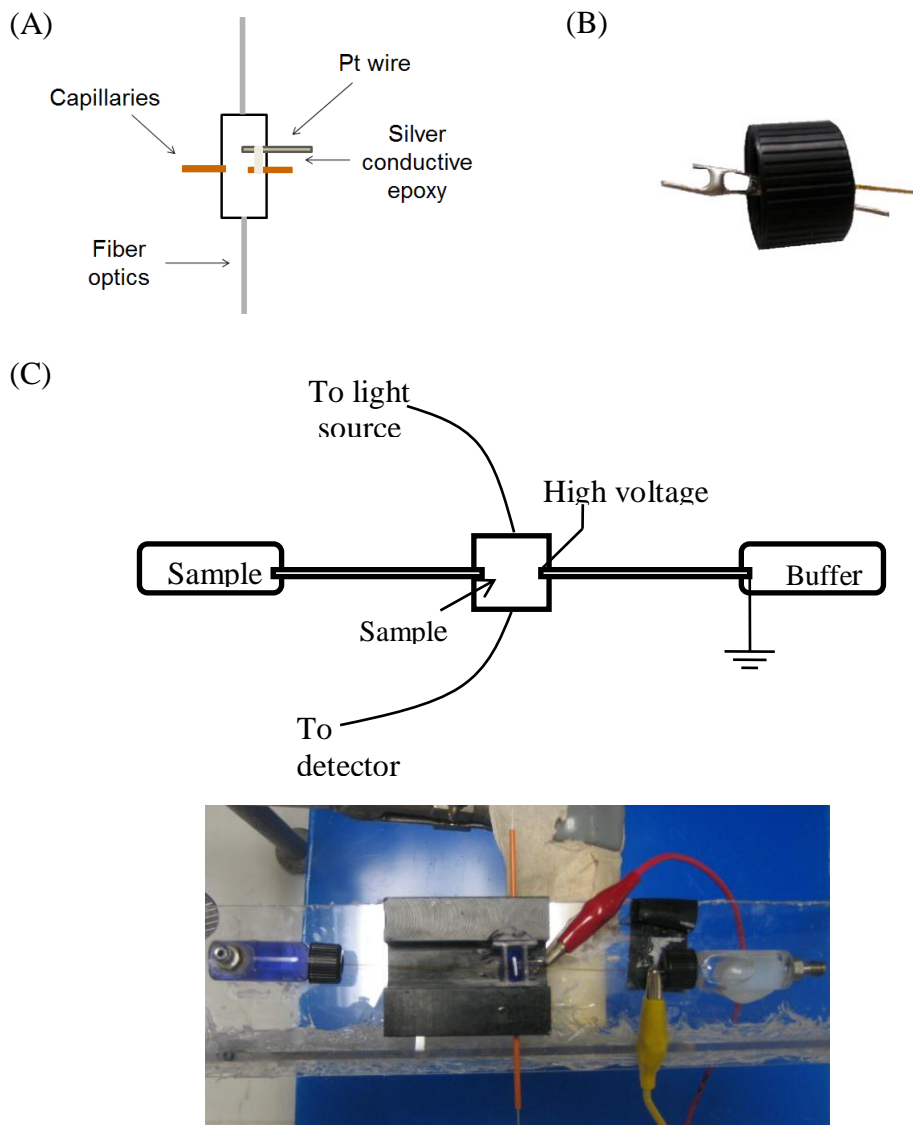 (A)
(B)
Pt wire
Capillaries
Silver
conductive
epoxy
Fiber
optics
(C)
To light
source
High voltage
Sample
Buffer
Sample
To
detector